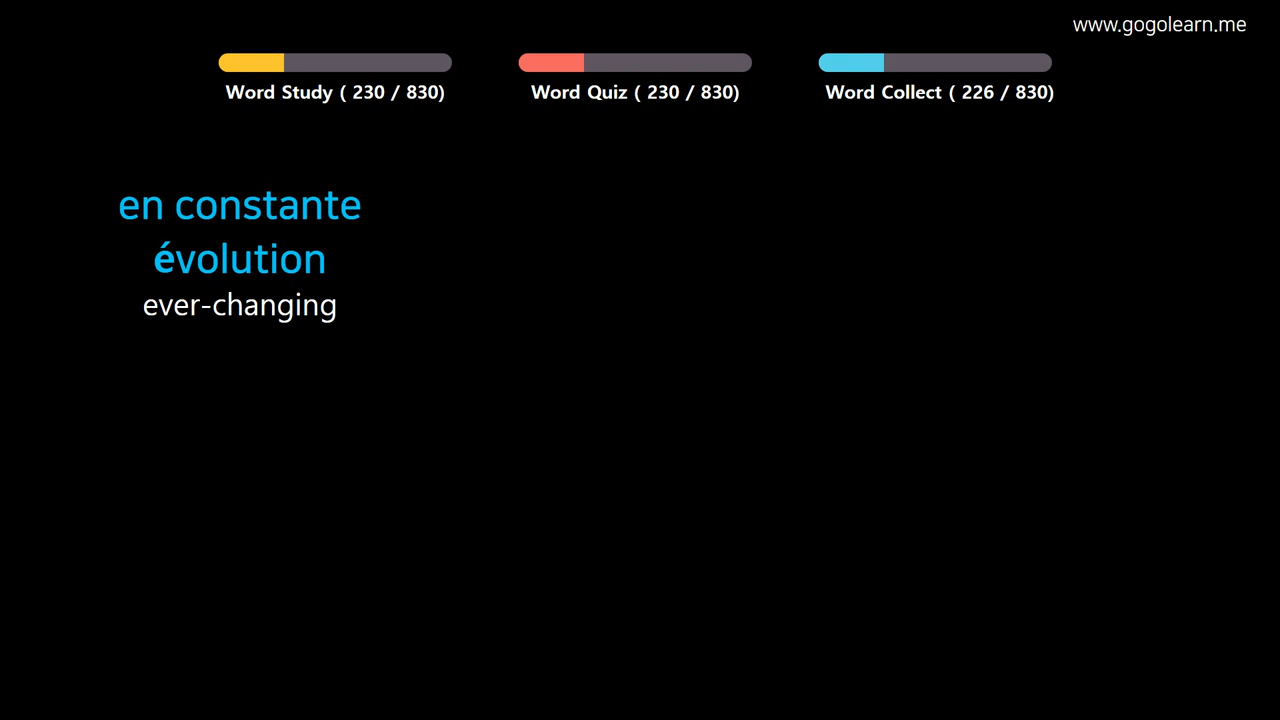 www.gogolearn.me
Word Study ( 230 / 830)
Word Quiz ( 230 / 830)
Word Collect ( 226 / 830)
en constante
évolution
ever-changing